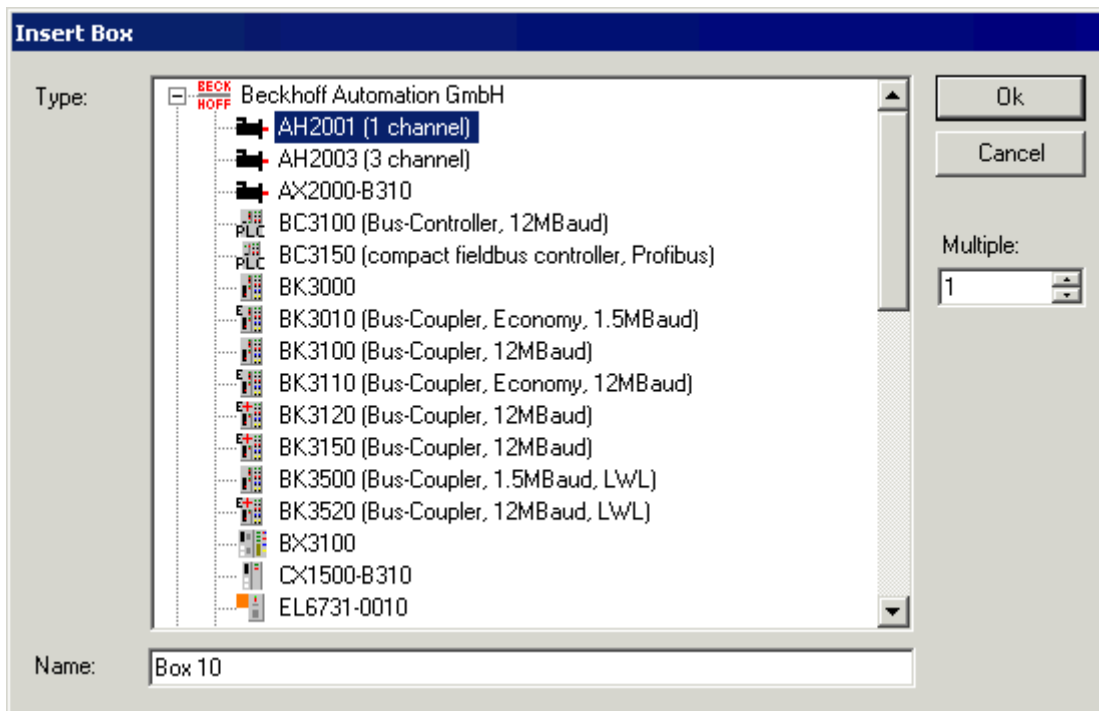 Insert Box
Type:
BECK
HOFF
Beckhoff Automation GmbH
AH2001 (1 channel)
AH2003 (3 channel)
AX2000-B310
PLC
BC3100 (Bus-Controller, 12MBaud)
PLC
BC3150 (compact fieldbus controller, Profibus)
BK3000
E
BK3010 (Bus-Coupler, Economy, 1.5MBaud)
BK3100 (Bus-Coupler, 12MBaud)
E
BK3110 (Bus-Coupler, Economy, 12MBaud)
E+
BK3120 (Bus-Coupler, 12MBaud)
E+
BK3150 (Bus-Coupler, 12MBaud)
BK3500 (Bus-Coupler, 1.5MBaud, LWL)
E+
BK3520 (Bus-Coupler, 12MBaud, LWL)
BX3100
CX1500-B310
EL6731-0010
Ok
Cancel
Multiple:
1
Name:
Box 10